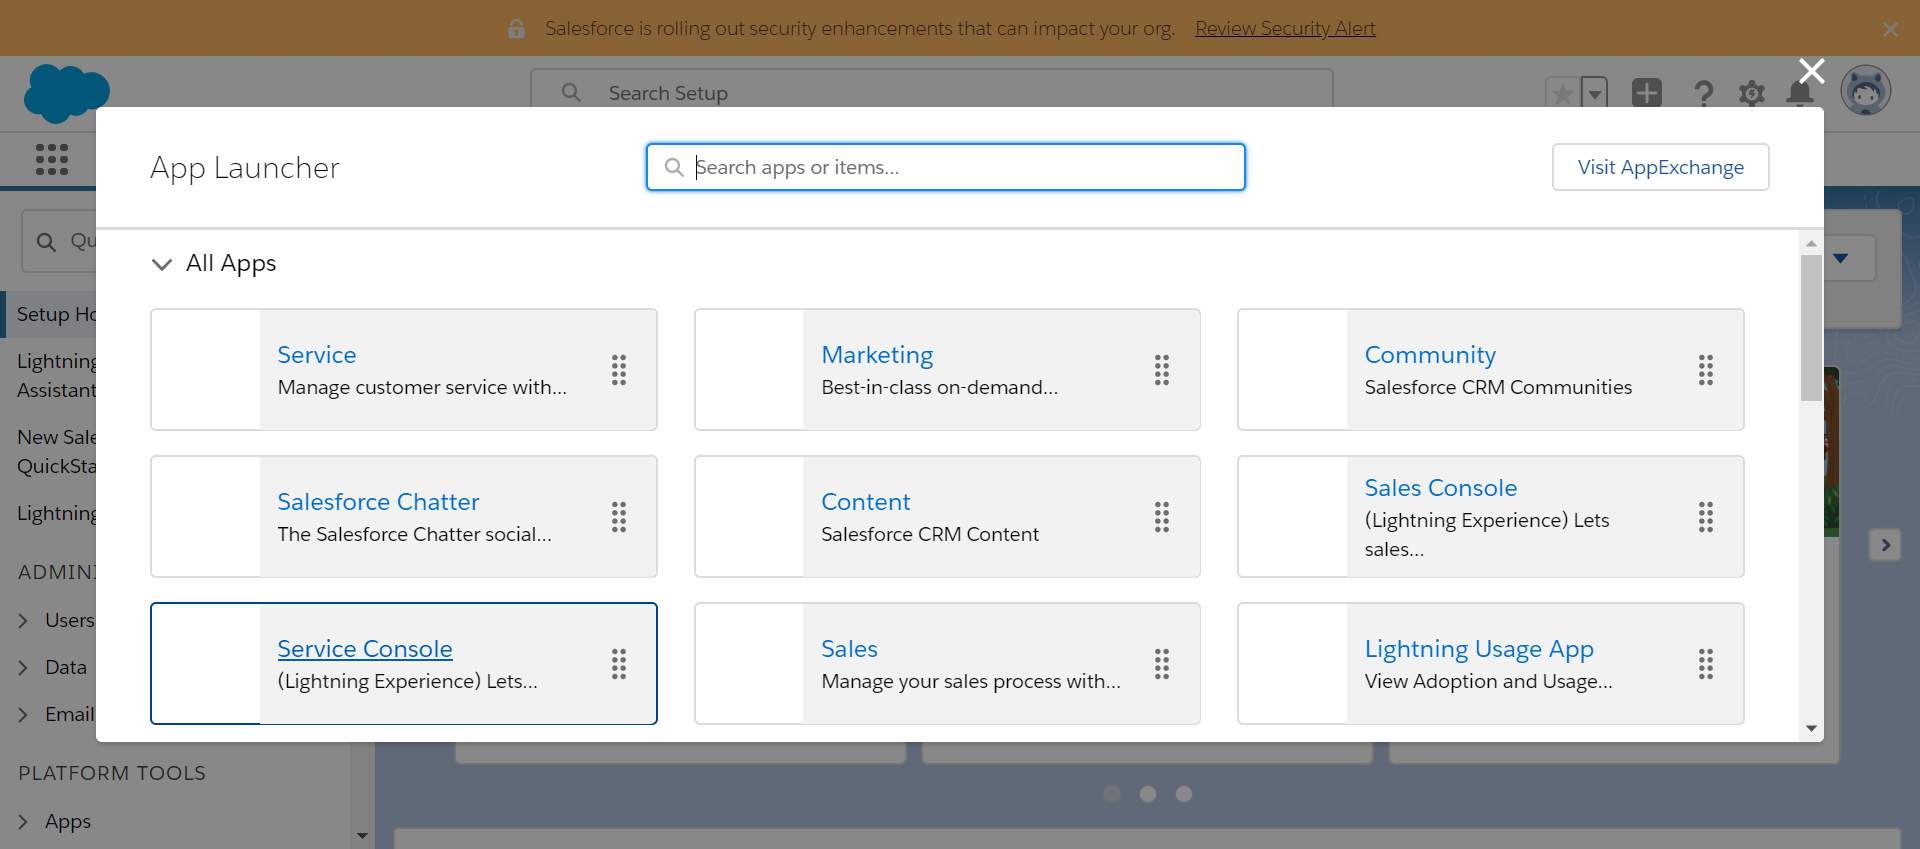 Salesforce is rolling out security enhancements that can impact your org. Review Security Alert
Search Setup
App Launcher
Search apps or items...
Visit AppExchange
Qu
All Apps
Setup Ho
Lightning
Assistant
New Sale
QuickSta
Lightning
ADMINI
Users
Data
Email
PLATFORM TOOLS
Apps
Service
Manage customer service with...
Marketing
Best-in-class on-demand...
Community
Salesforce CRM Communities
Salesforce Chatter
The Salesforce Chatter social...
Content
Salesforce CRM Content
Sales Console
(Lightning Experience) Lets
sales...
Service Console
(Lightning Experience) Lets...
Sales
Manage your sales process with...
Lightning Usage App
View Adoption and Usage...